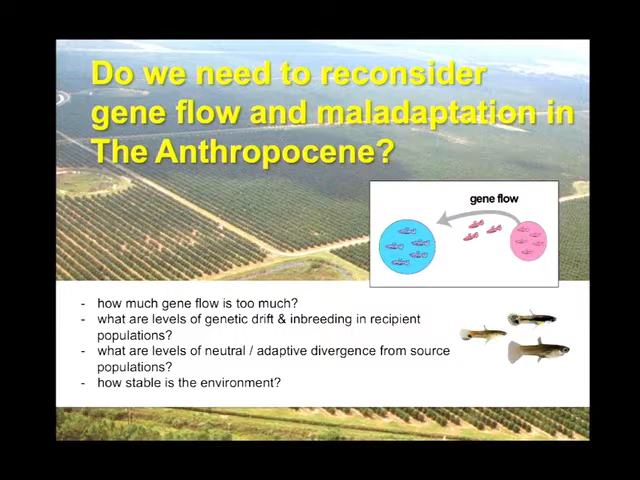 Do we need to reconsider
gene flow and maladaptation in
The Anthropocene?
gene flow
- how much gene flow is too much?
- what are levels of genetic drift & inbreeding in recipient
populations?
- what are levels of neutral / adaptive divergence from source
populations?
- how stable is the environment?